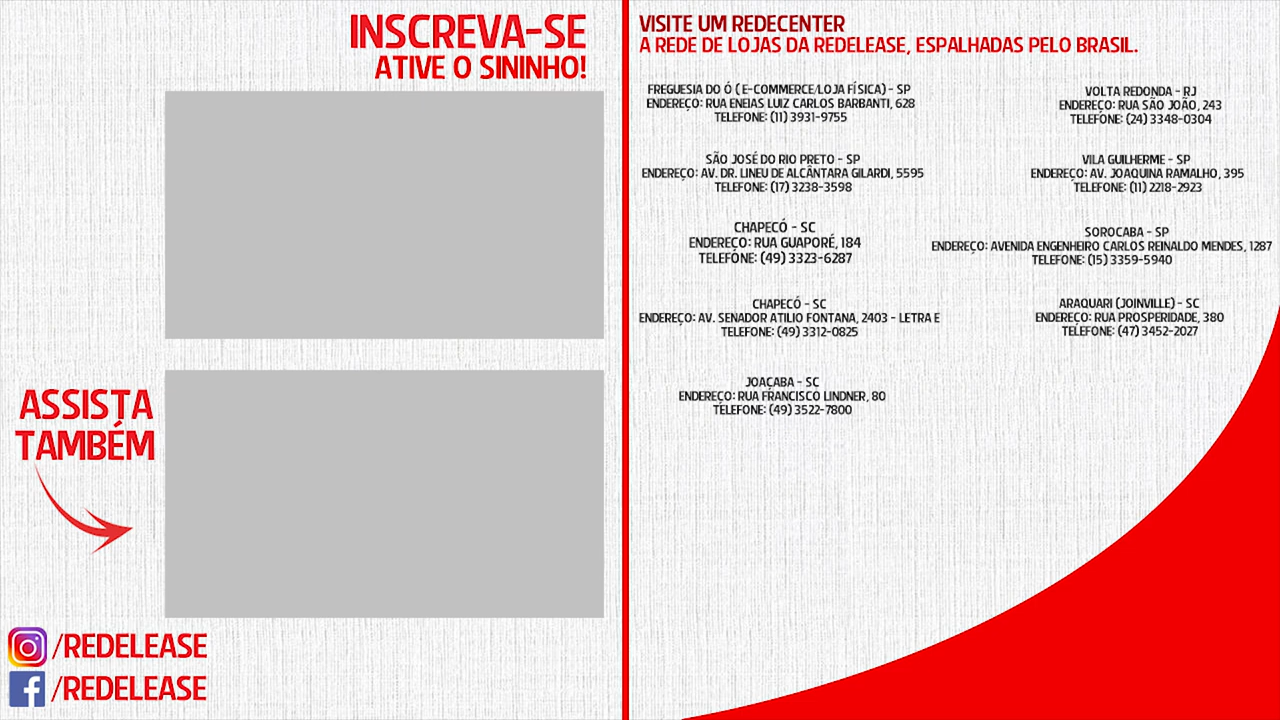 INSCREVA-SE
ATIVE O SININHO!
ASSISTA
TAMBÉM
/REDELEASE
/REDELEASE
VISITE UM REDECENTER
A REDE DE LOJAS DA REDELEASE, ESPALHADAS PELO BRASIL.
FREGUESIA DO Ó (E-COMMERCE/LOJA FÍSICA) - SP
ENDEREÇO: RUA ENEIAS LUIZ CARLOS BARBANTI, 628
TELEFONE: (11) 3931-9755
SÃO JOSÉ DO RIO PRETO - SP
ENDEREÇO: AV. DR. LINEU DE ALCÂNTARA GILARDI, 5595
TELEFONE: (17) 3238-3598
CHAPECÓ - SC
ENDEREÇO: RUA GUAPORÉ, 184
TELEFONE: (49) 3323-6287
CHAPECÓ - SC
ENDEREÇO: AV. SENADOR ATILIO FONTANA, 2403 - LETRA E
TELEFONE: (49) 3312-0825
JOAÇABA - SC
ENDEREÇO: RUA FRANCISCO LINDNER, 80
TELEFONE: (49) 3522-7800
VOLTA REDONDA - RJ
ENDEREÇO: RUA SÃO JOÃO, 243
TELEFONE: (24) 3348-0304
VILA GUILHERME - SP
ENDEREÇO: AV. JOAQUINA RAMALHO, 395
TELEFONE: (11) 2218-2923
SOROCABA - SP
ENDEREÇO: AVENIDA ENGENHEIRO CARLOS REINALDO MENDES, 1287
TELEFONE: (15) 3359-5940
ARAQUARI (JOINVILLE) - SC
ENDEREÇO: RUA PROSPERIDADE, 380
TELEFONE: (47) 3452-2027